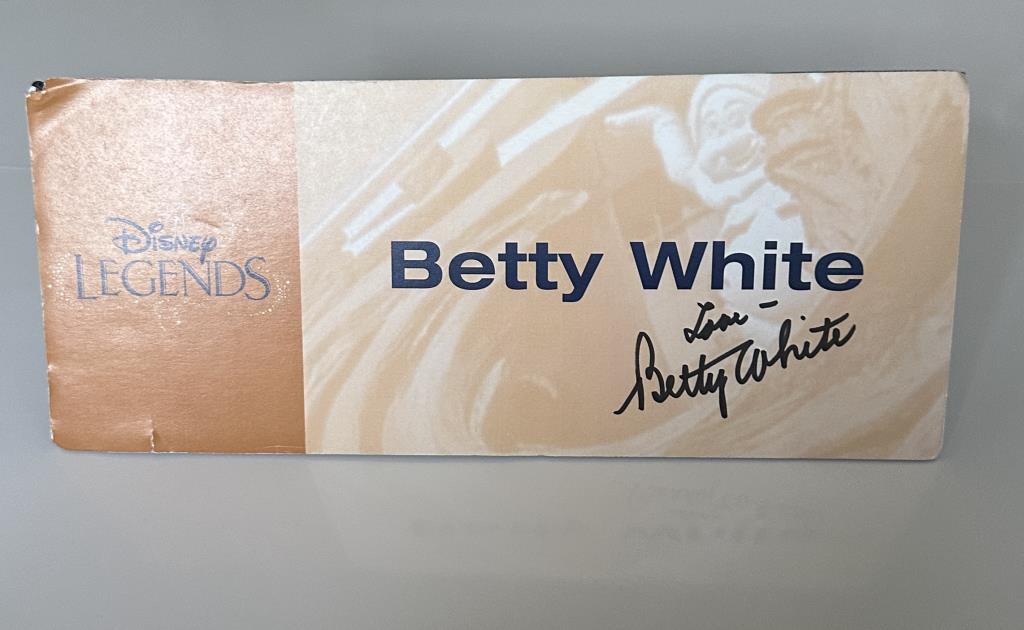 Disney
LEGENDS
Betty White
Love –
Betty White